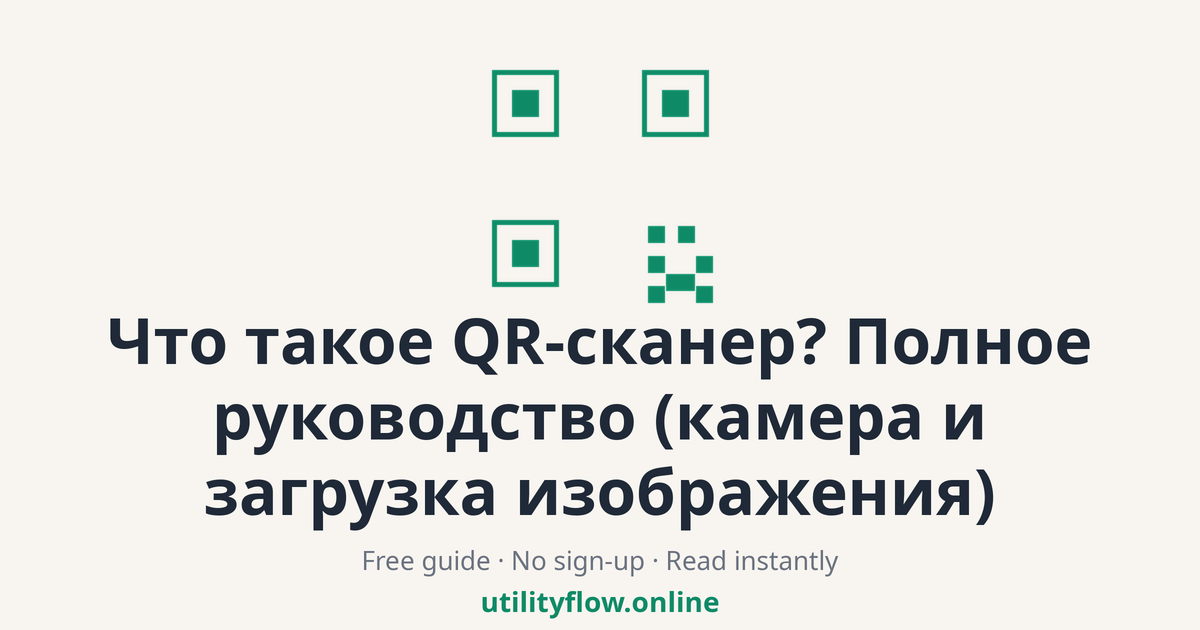 Что такое QR-сканер? Полное
руководство (камера и
загрузка изображения)
Free guide · No sign-up · Read instantly
utilityflow.online